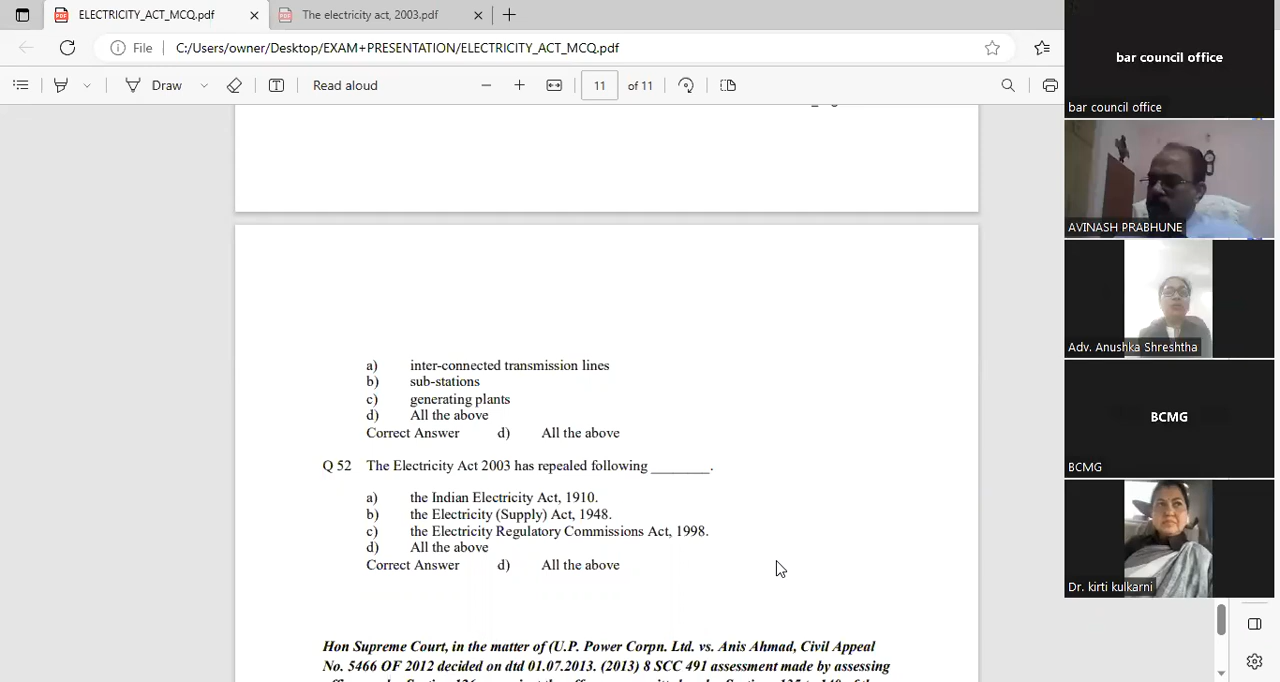 ELECTRICITY_ACT_MCQ.pdf
The electricity act, 2003.pdf
File
C:/Users/owner/Desktop/EXAM+PRESENTATION/ELECTRICITY_ACT_MCQ.pdf
Draw
Read aloud
11
of 11
a) inter-connected transmission lines
b) sub-stations
c) generating plants
d) All the above
Correct Answer d) All the above
Q 52 The Electricity Act 2003 has repealed following ________.
a) the Indian Electricity Act, 1910.
b) the Electricity (Supply) Act, 1948.
c) the Electricity Regulatory Commissions Act, 1998.
d) All the above
Correct Answer d) All the above
Hon Supreme Court, in the matter of (U.P. Power Corpn. Ltd. vs. Anis Ahmad, Civil Appeal
No. 5466 OF 2012 decided on dtd 01.07.2013. (2013) 8 SCC 491 assessment made by assessing
bar council office
bar council office
AVINASH PRABHUNE
Adv. Anushka Shreshtha
BCMG
BCMG
Dr. kirti kulkarni